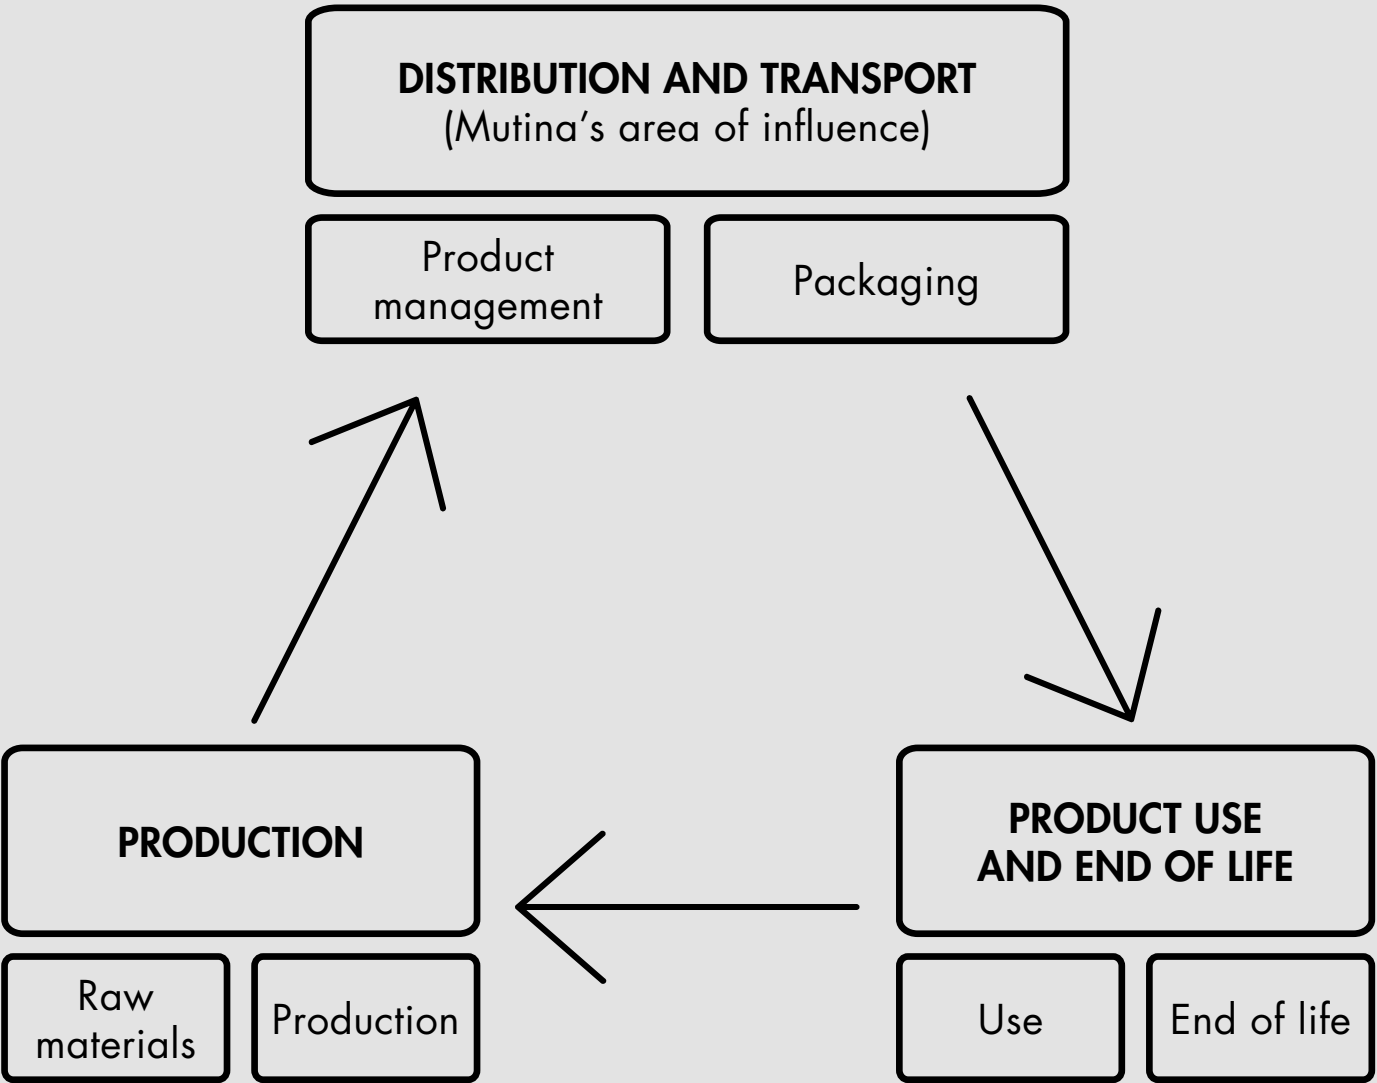 DISTRIBUTION AND TRANSPORT
(Mutina’s area of influence)
Product
management
Packaging
PRODUCTION
Raw
materials
Production
PRODUCT USE
AND END OF LIFE
Use
End of life